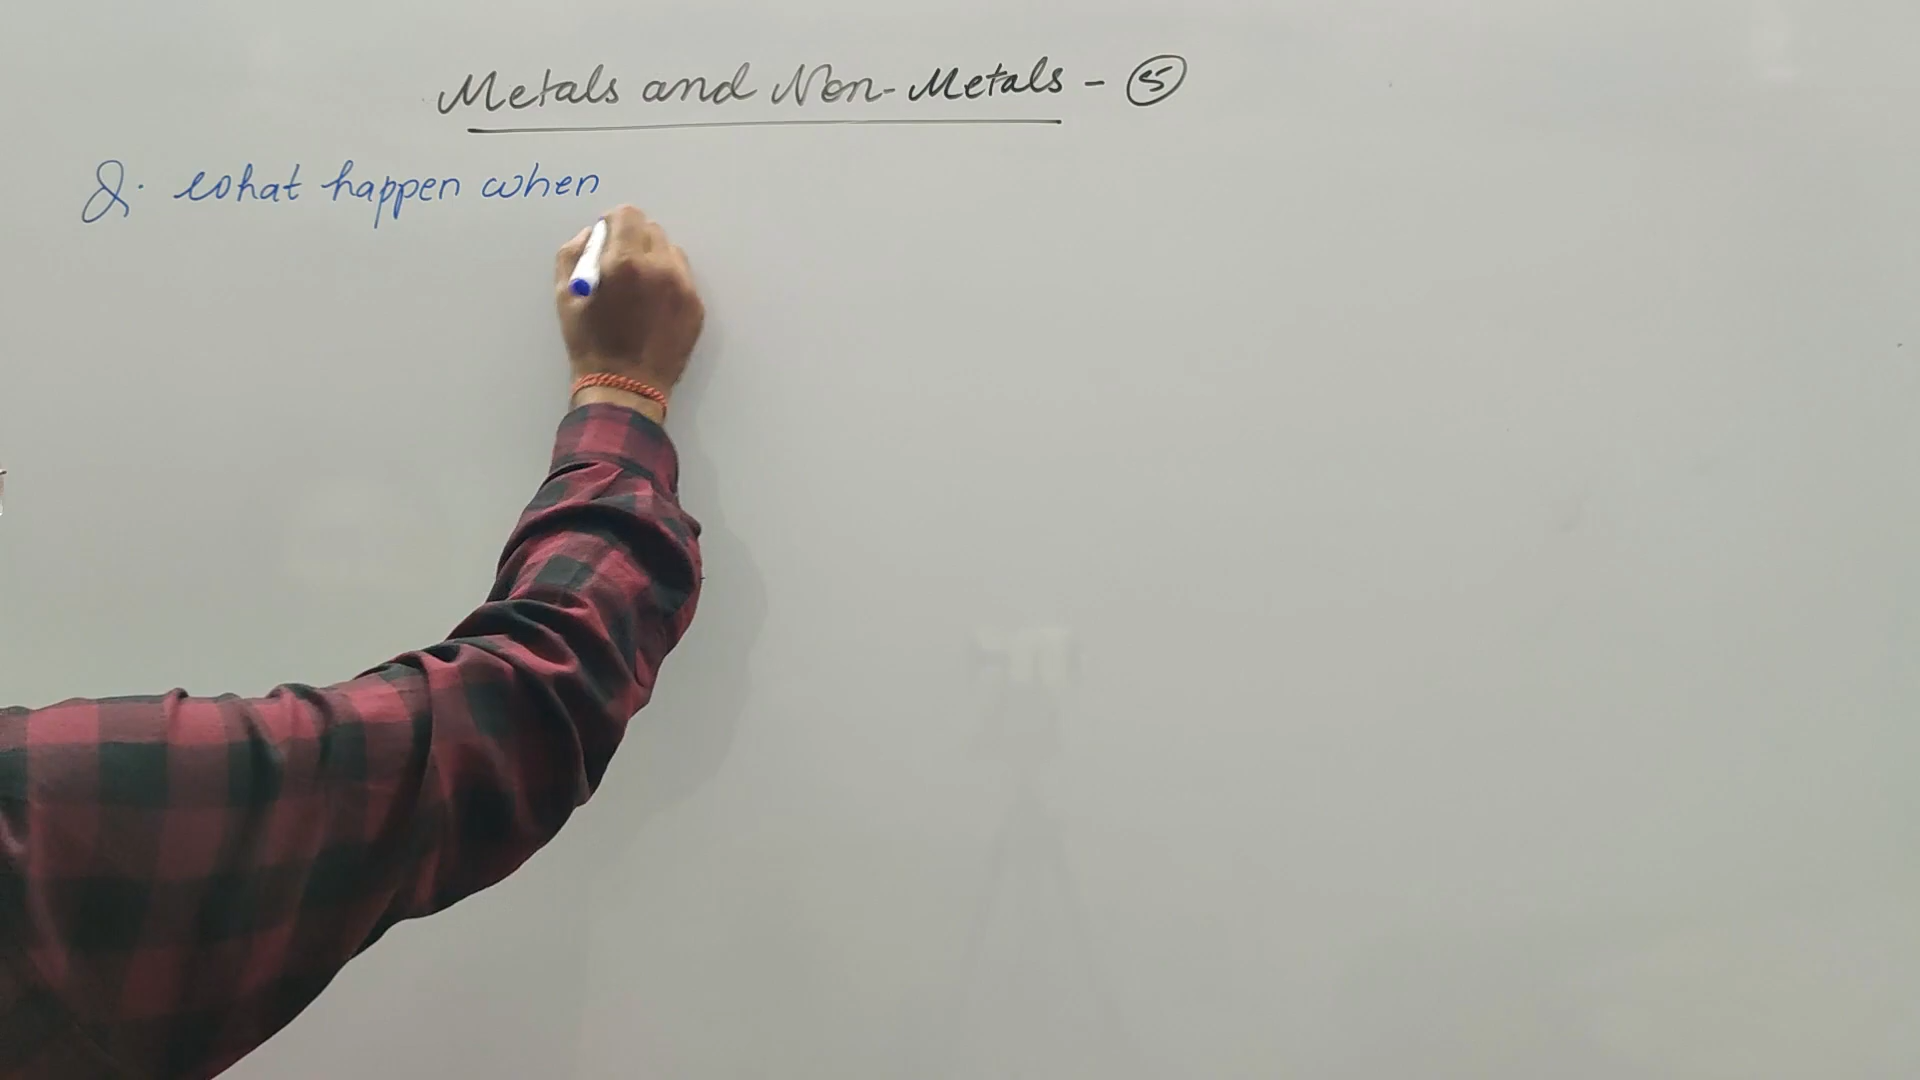 Metals and Non-Metals - ⑤
Q. what happen when